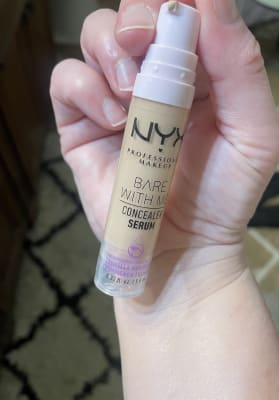 NYX
PROFESSIONAL
MAKEUP
BARE
WITH ME
CONCEALER
SERUM